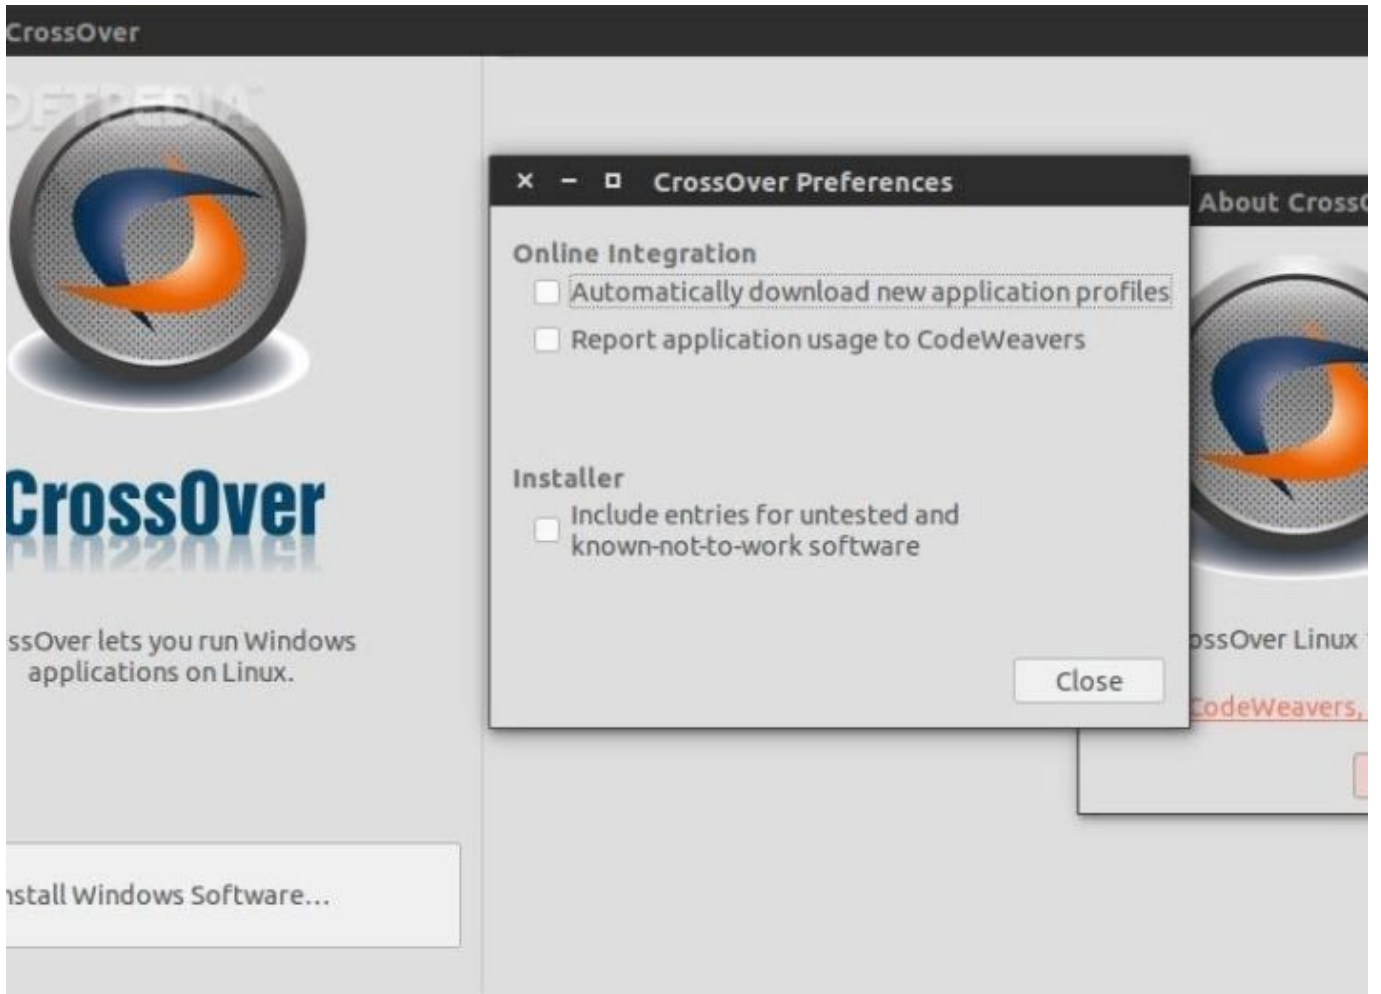 CrossOver
OFTPEDIA
CrossOver
ssOver lets you run Windows
applications on Linux.
nstall Windows Software...
CrossOver Preferences
Online Integration
Automatically download new application profiles
Report application usage to CodeWeavers
Installer
Include entries for untested and
known-not-to-work software
Close
About Cross
ossOver Linux
CodeWeavers,